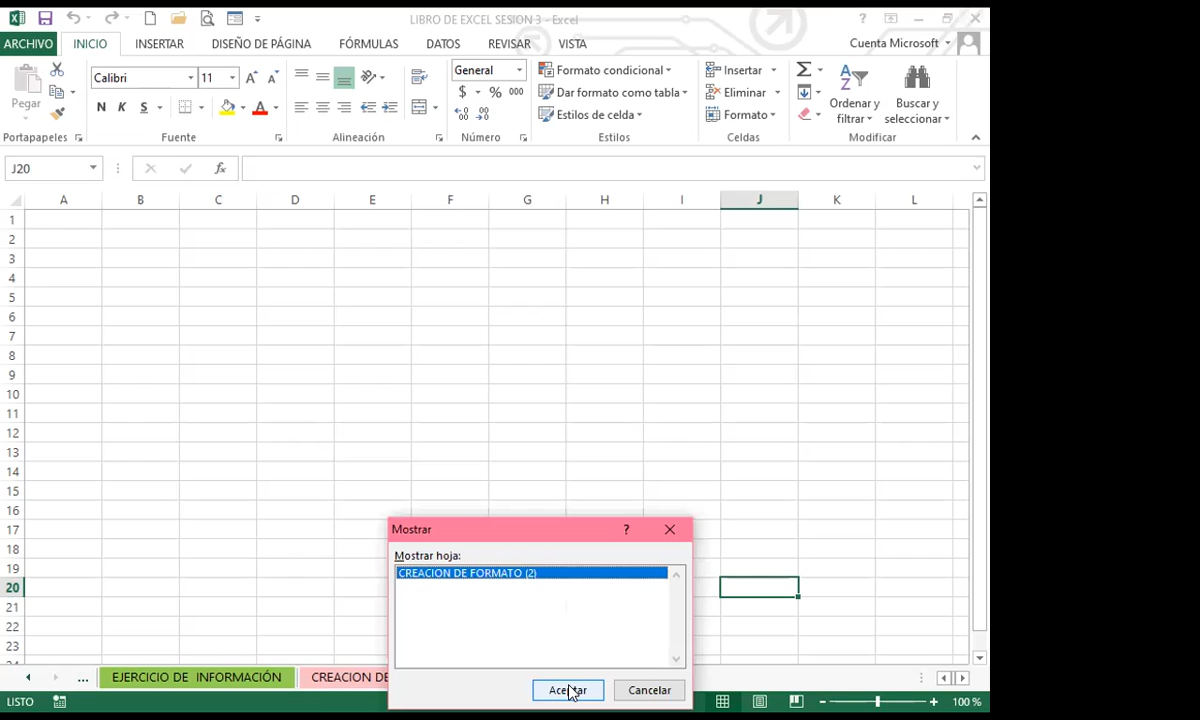 LIBRO DE EXCEL SESION 3 - Excel
?
ARCHIVO INICIO INSERTAR DISEÑO DE PÁGINA FÓRMULAS DATOS REVISAR VISTA Cuenta Microsoft
Pegar
Calibri 11
General
Formato condicional
Insertar
N K S
$ % 000
Dar formato como tabla
Eliminar
Ordenar y filtrar
Buscar y seleccionar
Estilos de celda
Formato
Portapapeles Fuente Alineación Número Estilos Celdas Modificar
J20 fx
A B C D E F G H I J K L
1
2
3
4
5
6
7
8
9
10
11
12
13
14
15
16
17
18
19
20
21
22
23
24
Mostrar ?
Mostrar hoja:
CREACION DE FORMATO (2)
Aceptar Cancelar
... EJERCICIO DE INFORMACIÓN CREACION DE
LISTO 100 %